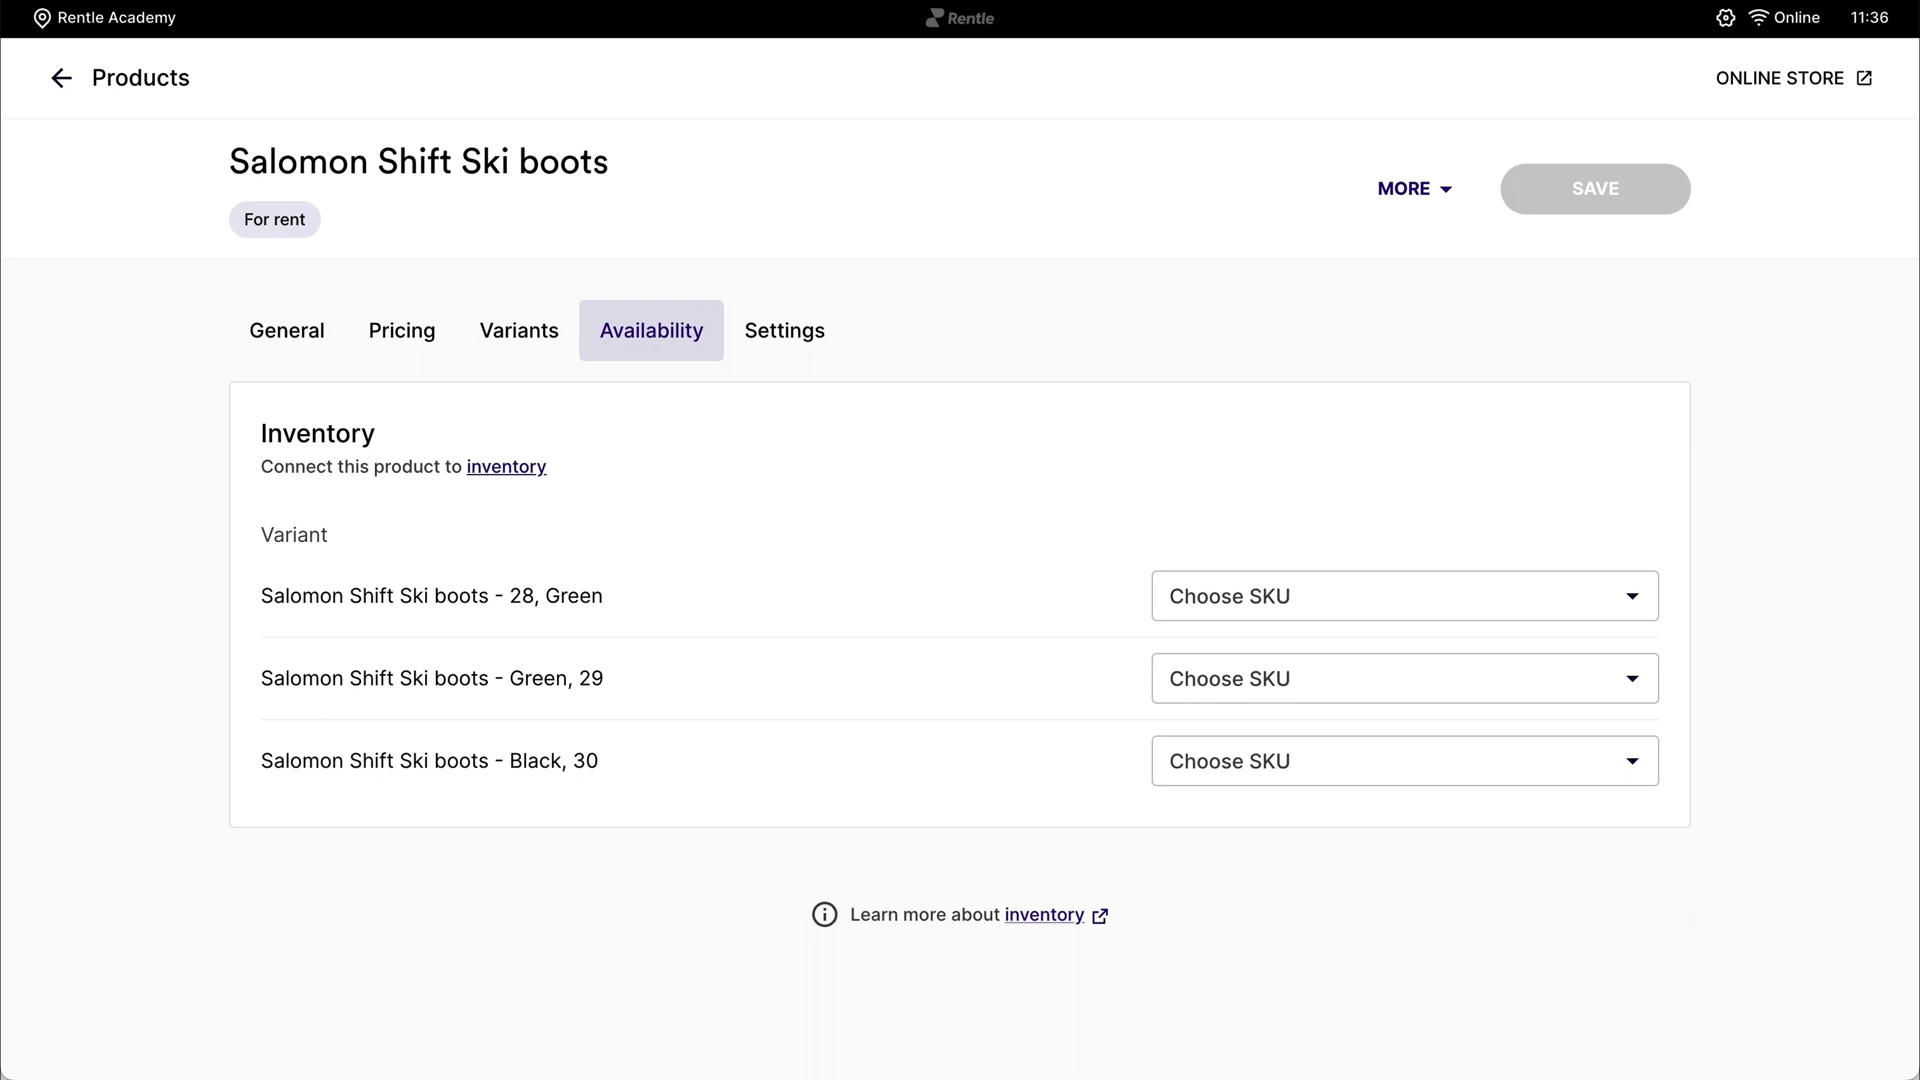 Rentle Academy
Rentle
Online
11:36
Products
ONLINE STORE
Salomon Shift Ski boots
For rent
MORE
SAVE
General
Pricing
Variants
Availability
Settings
Inventory
Connect this product to inventory
Variant
Salomon Shift Ski boots - 28, Green
Choose SKU
Salomon Shift Ski boots - Green, 29
Choose SKU
Salomon Shift Ski boots - Black, 30
Choose SKU
Learn more about inventory